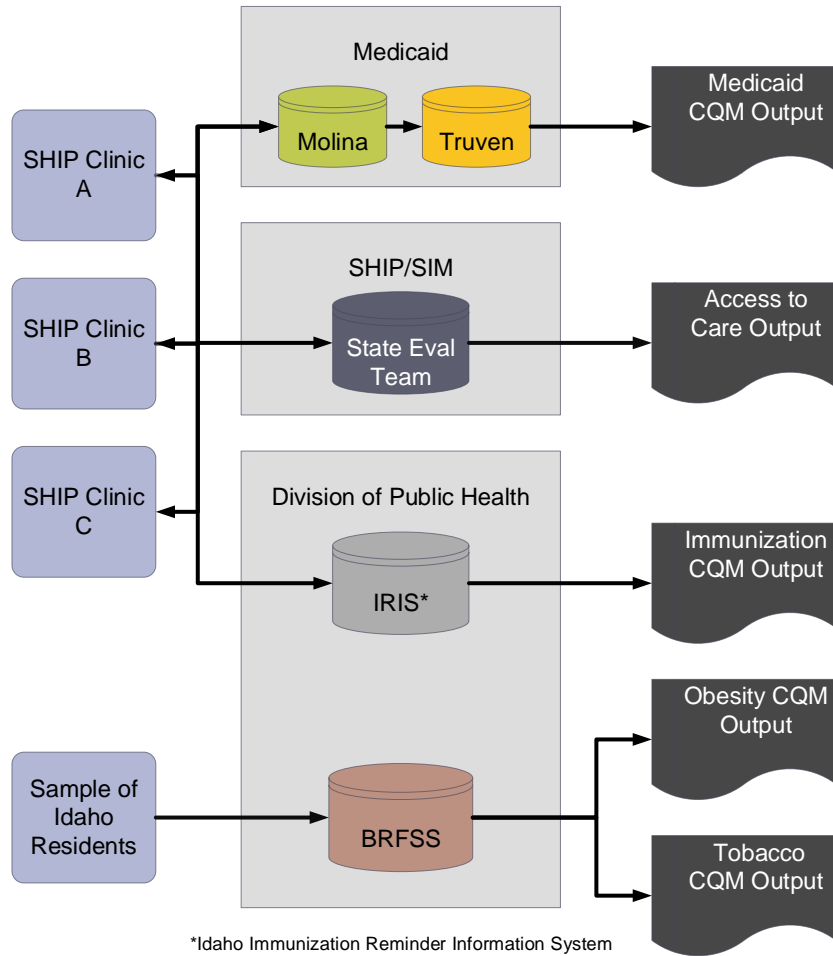 Medicaid
Molina
Truven
Medicaid
CQM Output
SHIP Clinic
A
SHIP/SIM
State Eval
Team
Access to
Care Output
SHIP Clinic
B
SHIP Clinic
C
Division of Public Health
IRIS*
Immunization
CQM Output
Obesity CQM
Output
Sample of
Idaho
Residents
BRFSS
Tobacco
CQM Output
*Idaho Immunization Reminder Information System